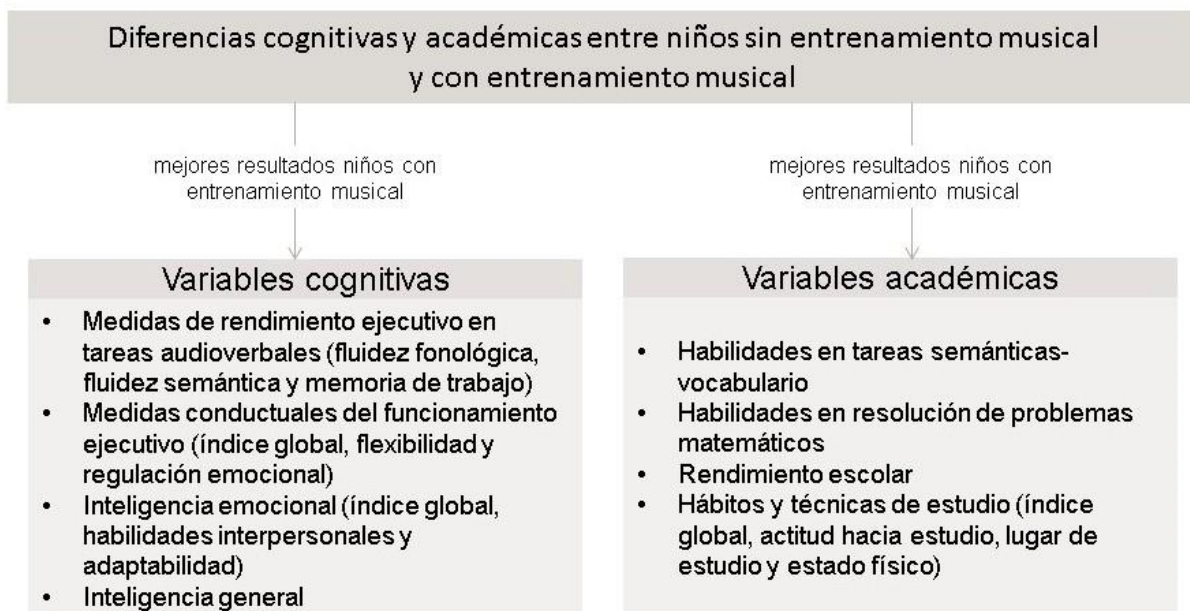 Diferencias cognitivas y académicas entre niños sin entrenamiento musical
y con entrenamiento musical
mejores resultados niños con
entrenamiento musical
mejores resultados niños con
entrenamiento musical
Variables cognitivas
• Medidas de rendimiento ejecutivo en
tareas audioverbales (fluidez fonológica,
fluidez semántica y memoria de trabajo)
• Medidas conductuales del funcionamiento
ejecutivo (índice global, flexibilidad y
regulación emocional)
• Inteligencia emocional (índice global,
habilidades interpersonales y
adaptabilidad)
• Inteligencia general
Variables académicas
• Habilidades en tareas semánticas-
vocabulario
• Habilidades en resolución de problemas
matemáticos
• Rendimiento escolar
• Hábitos y técnicas de estudio (índice
global, actitud hacia estudio, lugar de
estudio y estado físico)